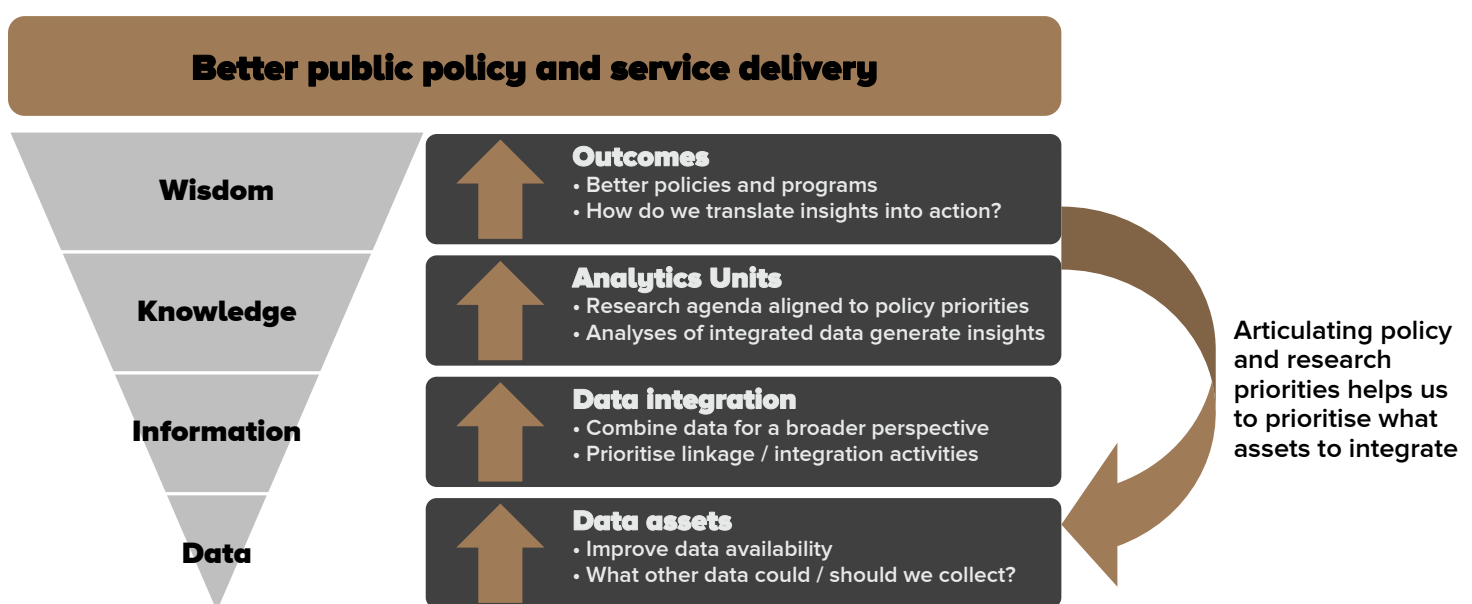 Better public policy and service delivery
Wisdom
Outcomes
• Better policies and programs
• How do we translate insights into action?
Knowledge
Analytics Units
• Research agenda aligned to policy priorities
• Analyses of integrated data generate insights
Information
Data integration
• Combine data for a broader perspective
• Prioritise linkage / integration activities
Data
Data assets
• Improve data availability
• What other data could / should we collect?
Articulating policy
and research
priorities helps us
to prioritise what
assets to integrate